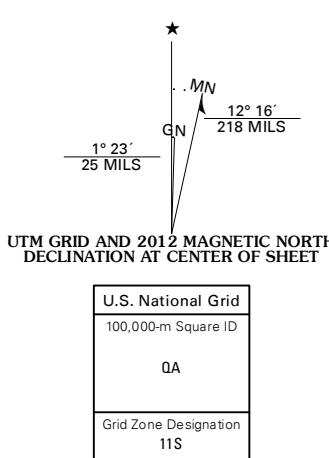 ★
MN
GN
12° 16´
218 MILS
1° 23´
25 MILS
UTM GRID AND 2012 MAGNETIC NORTH
DECLINATION AT CENTER OF SHEET
U.S. National Grid
100,000-m Square ID
QA
Grid Zone Designation
11S